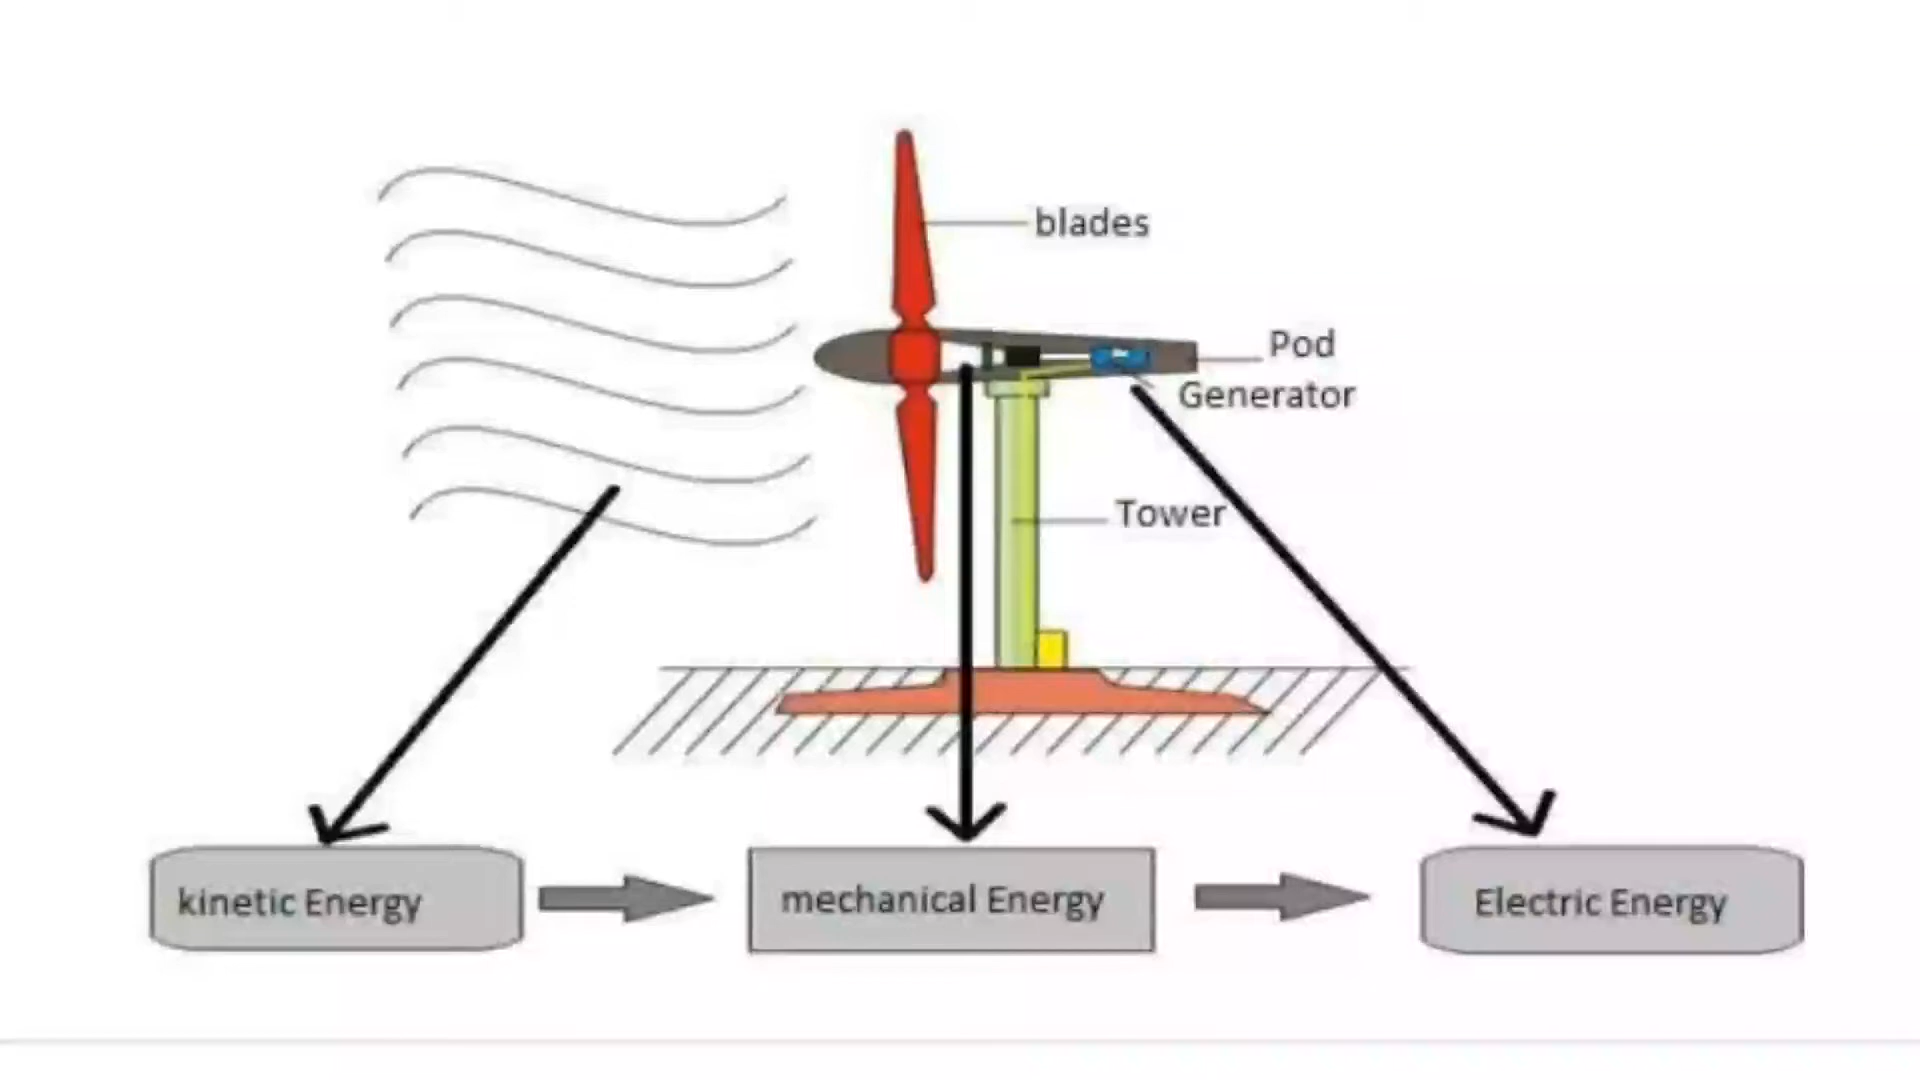 blades
Pod
Generator
Tower
kinetic Energy
mechanical Energy
Electric Energy